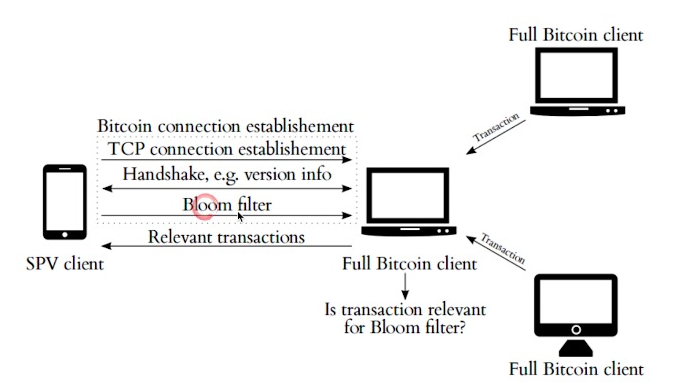 Full Bitcoin client
Transaction
Bitcoin connection establishement
TCP connection establishement
Handshake, e.g. version info
Bloom filter
Relevant transactions
SPV client
Full Bitcoin client
Transaction
Is transaction relevant
for Bloom filter?
Full Bitcoin client